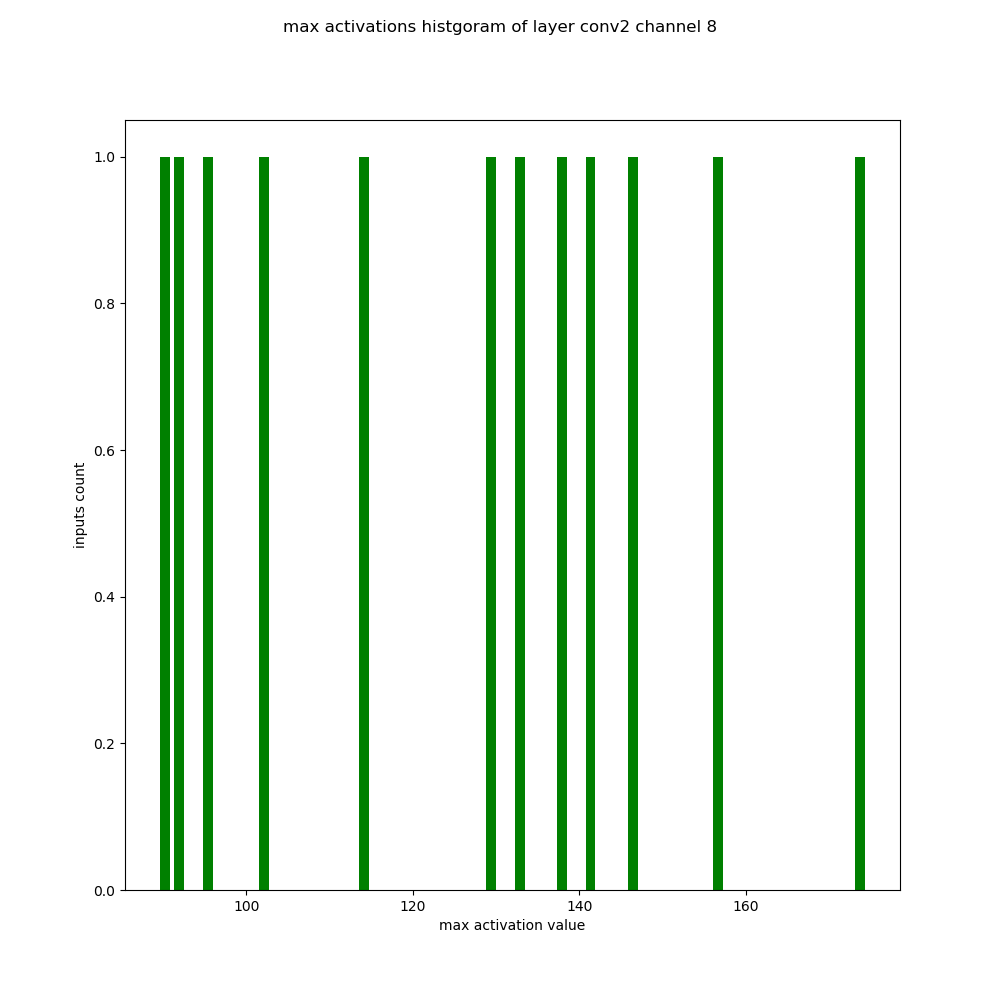 max activations histgoram of layer conv2 channel 8
1.0
0.8
0.6
0.4
0.2
0.0
inputs count
100 120 140 160
max activation value